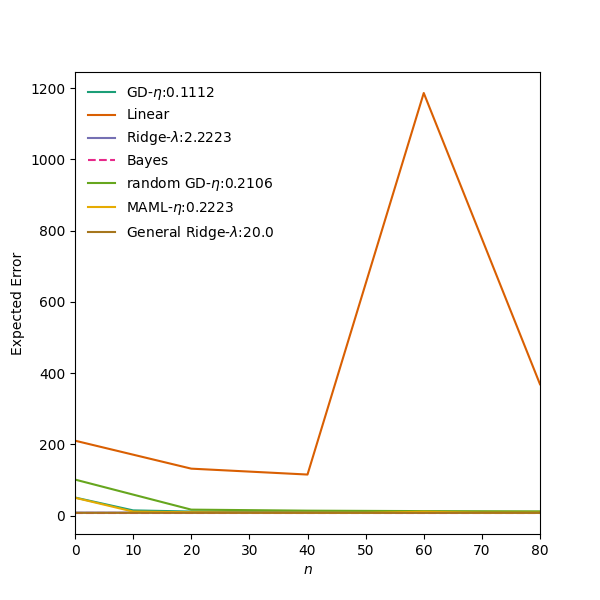 1200
1000
800
600
400
200
0
Expected Error
GD-η:0.1112
Linear
Ridge-λ:2.2223
Bayes
random GD-η:0.2106
MAML-η:0.2223
General Ridge-λ:20.0
0 10 20 30 40 50 60 70 80
n